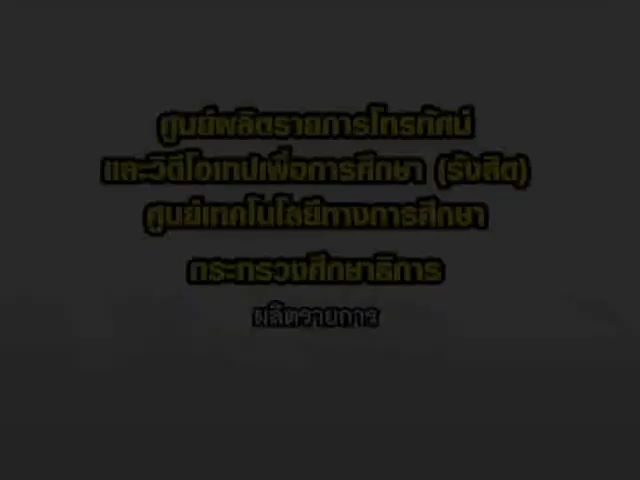 ศูนย์ผลิตรายการโทรทัศน์
และวิดีโอเทปเพื่อการศึกษา (รังสิต)
ศูนย์เทคโนโลยีทางการศึกษา
กระทรวงศึกษาธิการ
ผลิตรายการ